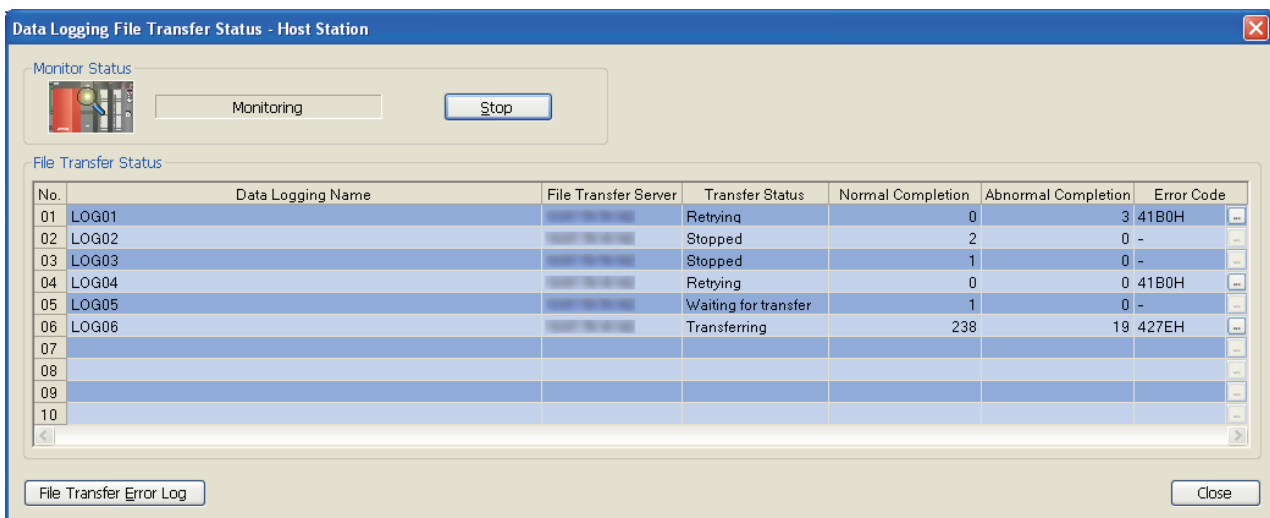 Data Logging File Transfer Status - Host Station
Monitor Status
Monitoring
Stop
File Transfer Status
No. Data Logging Name File Transfer Server Transfer Status Normal Completion Abnormal Completion Error Code
01 LOG01 Retrying 0 3 41B0H ...
02 LOG02 Stopped 2 0 - ...
03 LOG03 Stopped 1 0 - ...
04 LOG04 Retrying 0 0 41B0H ...
05 LOG05 Waiting for transfer 1 0 - ...
06 LOG06 Transferring 238 19 427EH ...
07 ...
08 ...
09 ...
10 ...
File Transfer Error Log
Close